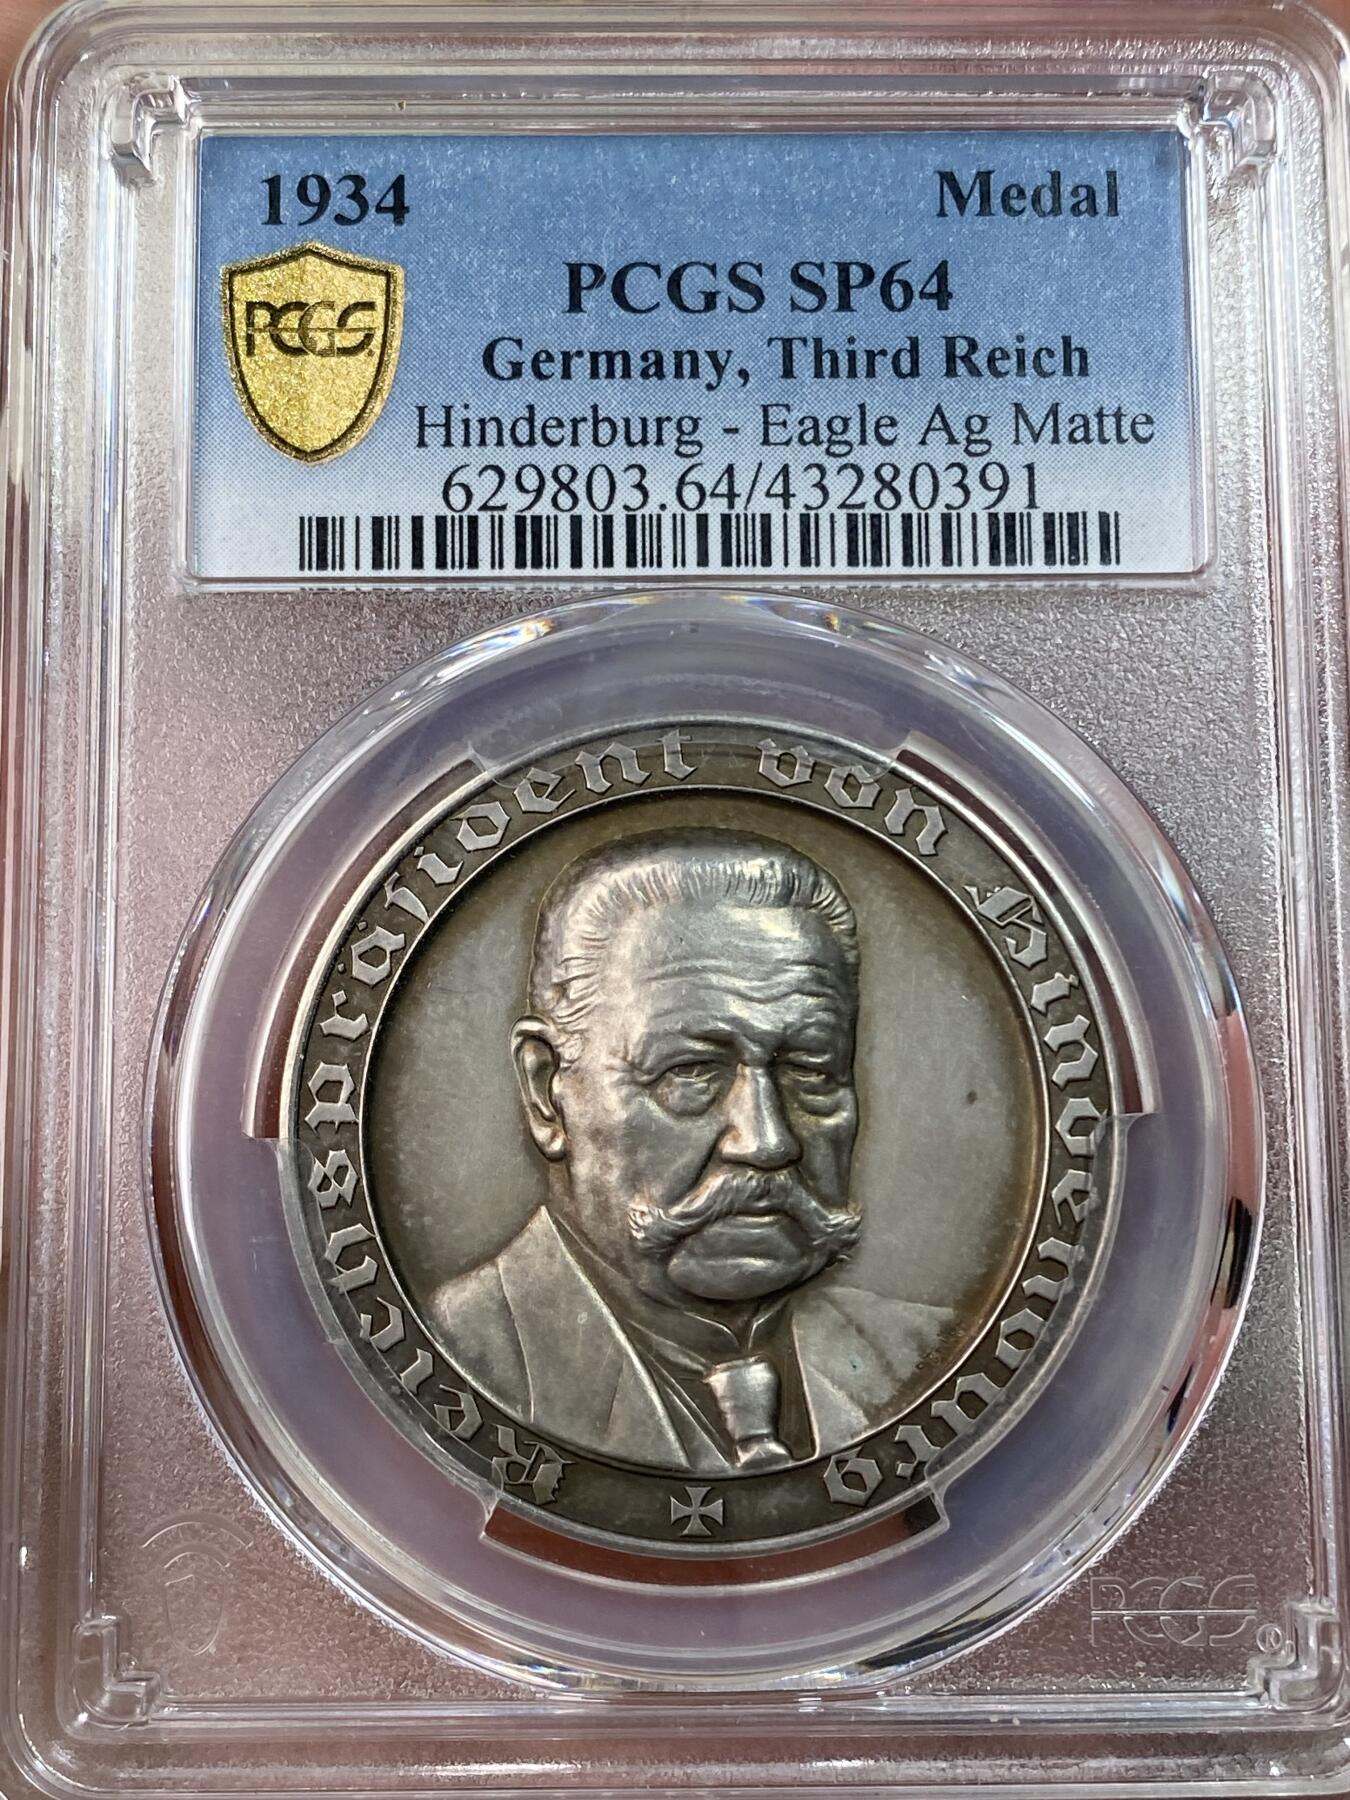 1934 Medal
PCGS
PCGS SP64
Germany, Third Reich
Hinderburg - Eagle Ag Matte
629803.64/43280391
Reichspräsident von Hindenburg
PCGS®